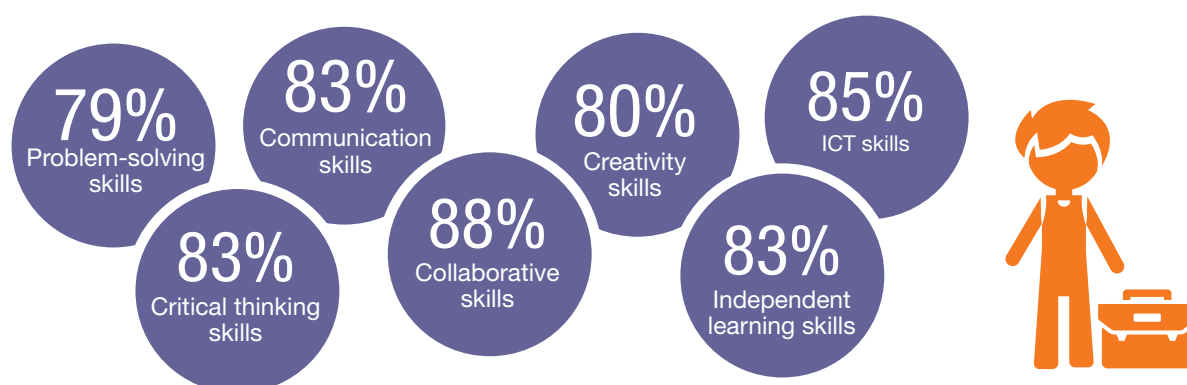 79%
Problem-solving
skills
83%
Critical thinking
skills
83%
Communication
skills
88%
Collaborative
skills
80%
Creativity
skills
83%
Independent
learning skills
85%
ICT skills